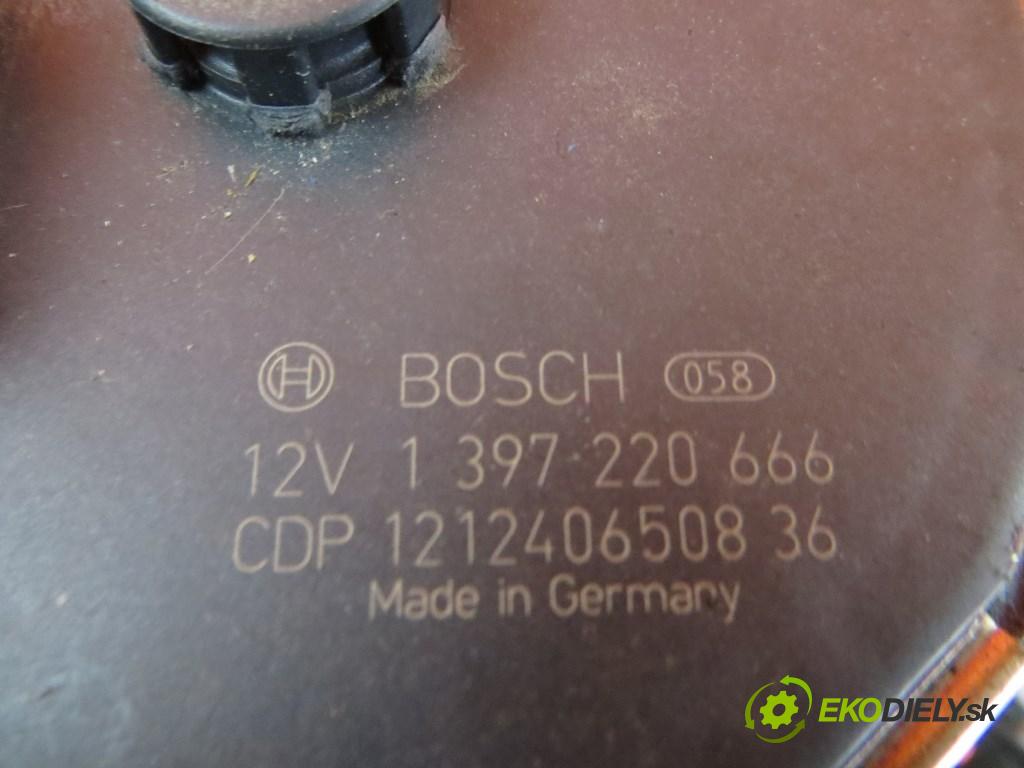 BOSCH 058
12V 1 397 220 666
CDP 1212406508 36
Made in Germany
EKODIELY.sk